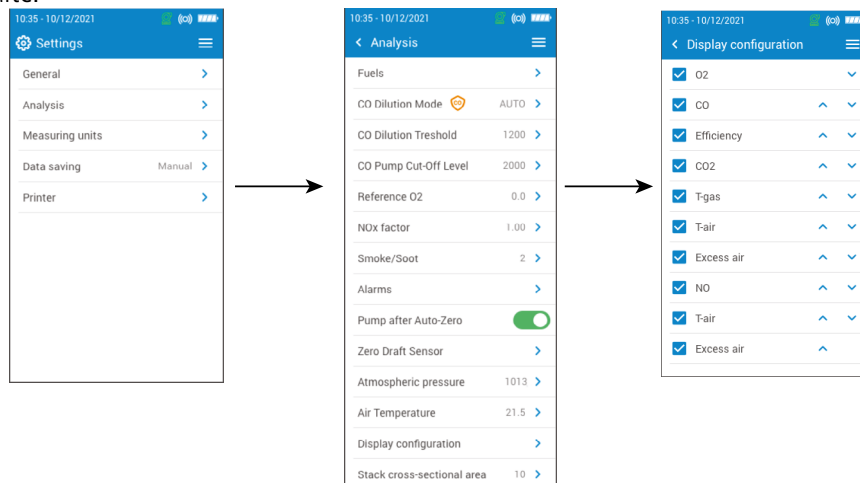 10:35 - 10/12/2021
Settings
General
Analysis
Measuring units
Data saving Manual
Printer
10:35 - 10/12/2021
Analysis
Fuels
CO Dilution Mode CO AUTO
CO Dilution Treshold 1200
CO Pump Cut-Off Level 2000
Reference O2 0.0
NOx factor 1.00
Smoke/Soot 2
Alarms
Pump after Auto-Zero
Zero Draft Sensor
Atmospheric pressure 1013
Air Temperature 21.5
Display configuration
Stack cross-sectional area 10
10:35 - 10/12/2021
Display configuration
O2
CO
Efficiency
CO2
T-gas
T-air
Excess air
NO
T-air
Excess air